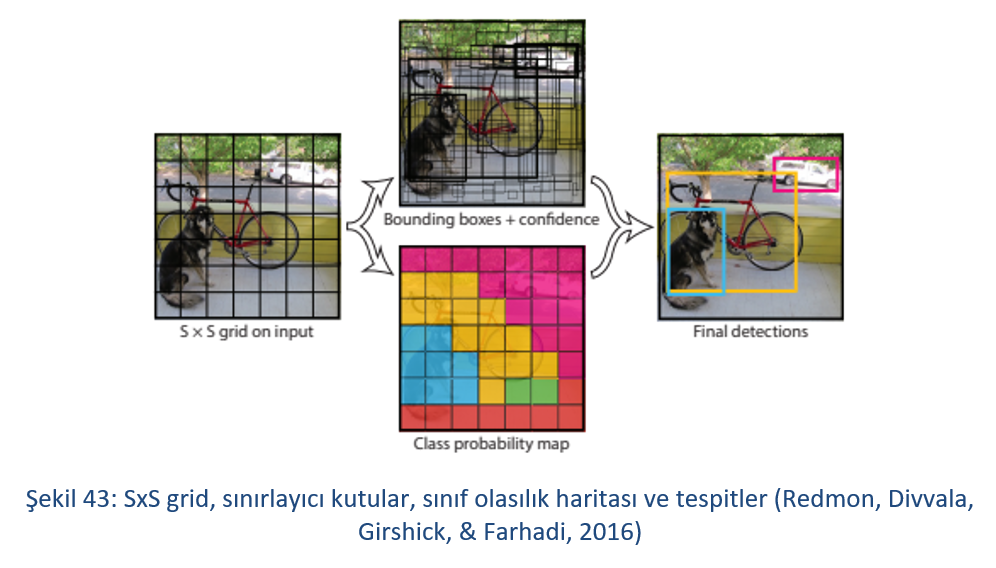 Bounding boxes + confidence
S × S grid on input
Final detections
Class probability map
Şekil 43: SxS grid, sınırlayıcı kutular, sınıf olasılık haritası ve tespitler (Redmon, Divvala,
Girshick, & Farhadi, 2016)